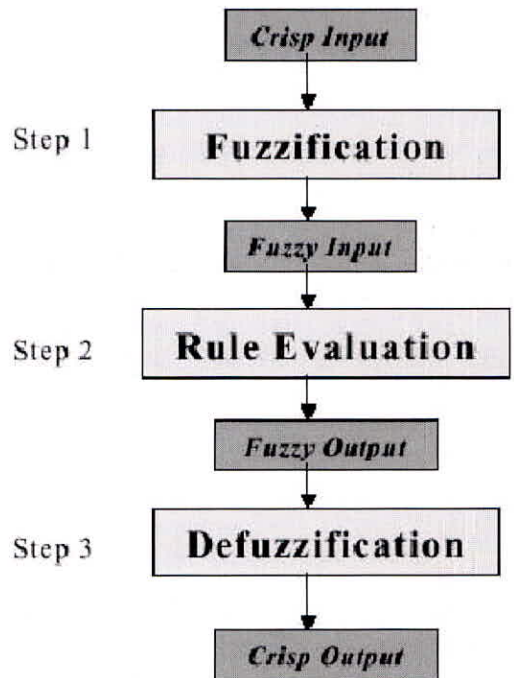 Crisp Input
Step 1
Fuzzification
Fuzzy Input
Step 2
Rule Evaluation
Fuzzy Output
Step 3
Defuzzification
Crisp Output